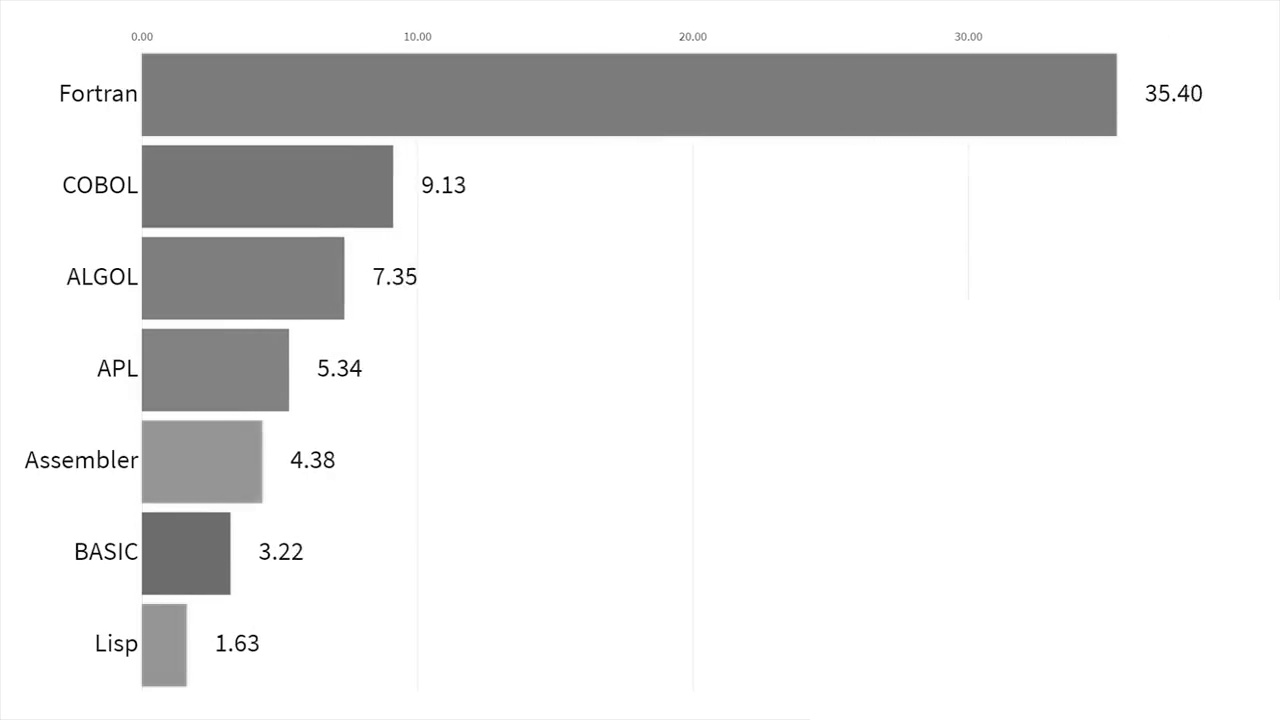 0.00 10.00 20.00 30.00
Fortran 35.40
COBOL 9.13
ALGOL 7.35
APL 5.34
Assembler 4.38
BASIC 3.22
Lisp 1.63